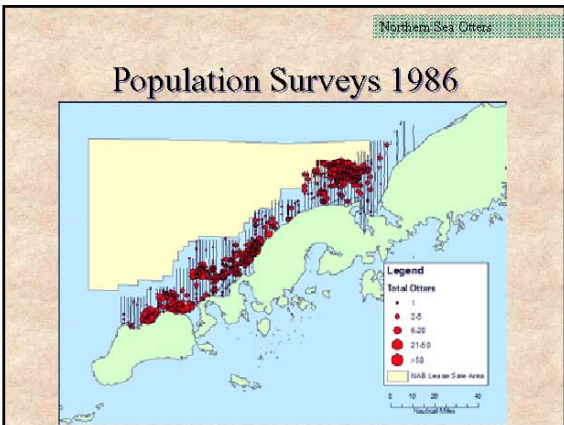 Northern Sea Otters
Population Surveys 1986
Legend
Total Otters
1
2-5
6-20
21-50
>50
NAB Lease Sale Area
0 10 20 40
Nautical Miles